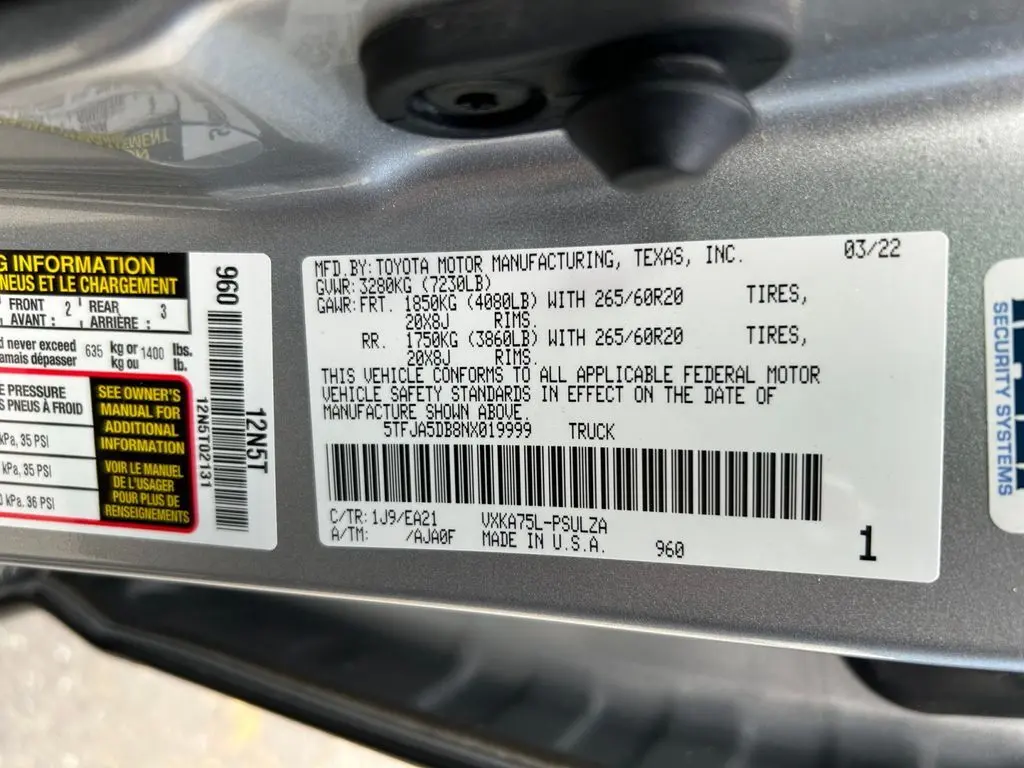 G INFORMATION
NEUS ET LE CHARGEMENT
FRONT AVANT : 2 REAR ARRIÈRE : 3
d never exceed
amais dépasser 635 kg or kg ou 1400 lbs. lb.
E PRESSURE
S PNEUS À FROID
kPa, 35 PSI
kPa, 35 PSI
0 kPa, 36 PSI
SEE OWNER'S
MANUAL FOR
ADDITIONAL
INFORMATION
VOIR LE MANUEL
DE L'USAGER
POUR PLUS DE
RENSEIGNEMENTS
960
12N5T02131
12N5T
MFD.BY:TOYOTA MOTOR MANUFACTURING, TEXAS, INC. 03/22
GVWR:3280KG (7230LB)
GAWR:FRT. 1850KG (4080LB) WITH 265/60R20 TIRES,
20X8J RIMS.
RR. 1750KG (3860LB) WITH 265/60R20 TIRES,
20X8J RIMS.
THIS VEHICLE CONFORMS TO ALL APPLICABLE FEDERAL MOTOR
VEHICLE SAFETY STANDARDS IN EFFECT ON THE DATE OF
MANUFACTURE SHOWN ABOVE.
5TFJA5DB8NX019999 TRUCK
C/TR:1J9/EA21 VXKA75L-PSULZA
A/TM: /AJA0F MADE IN U.S.A. 960
1
SECURITY SYSTEMS